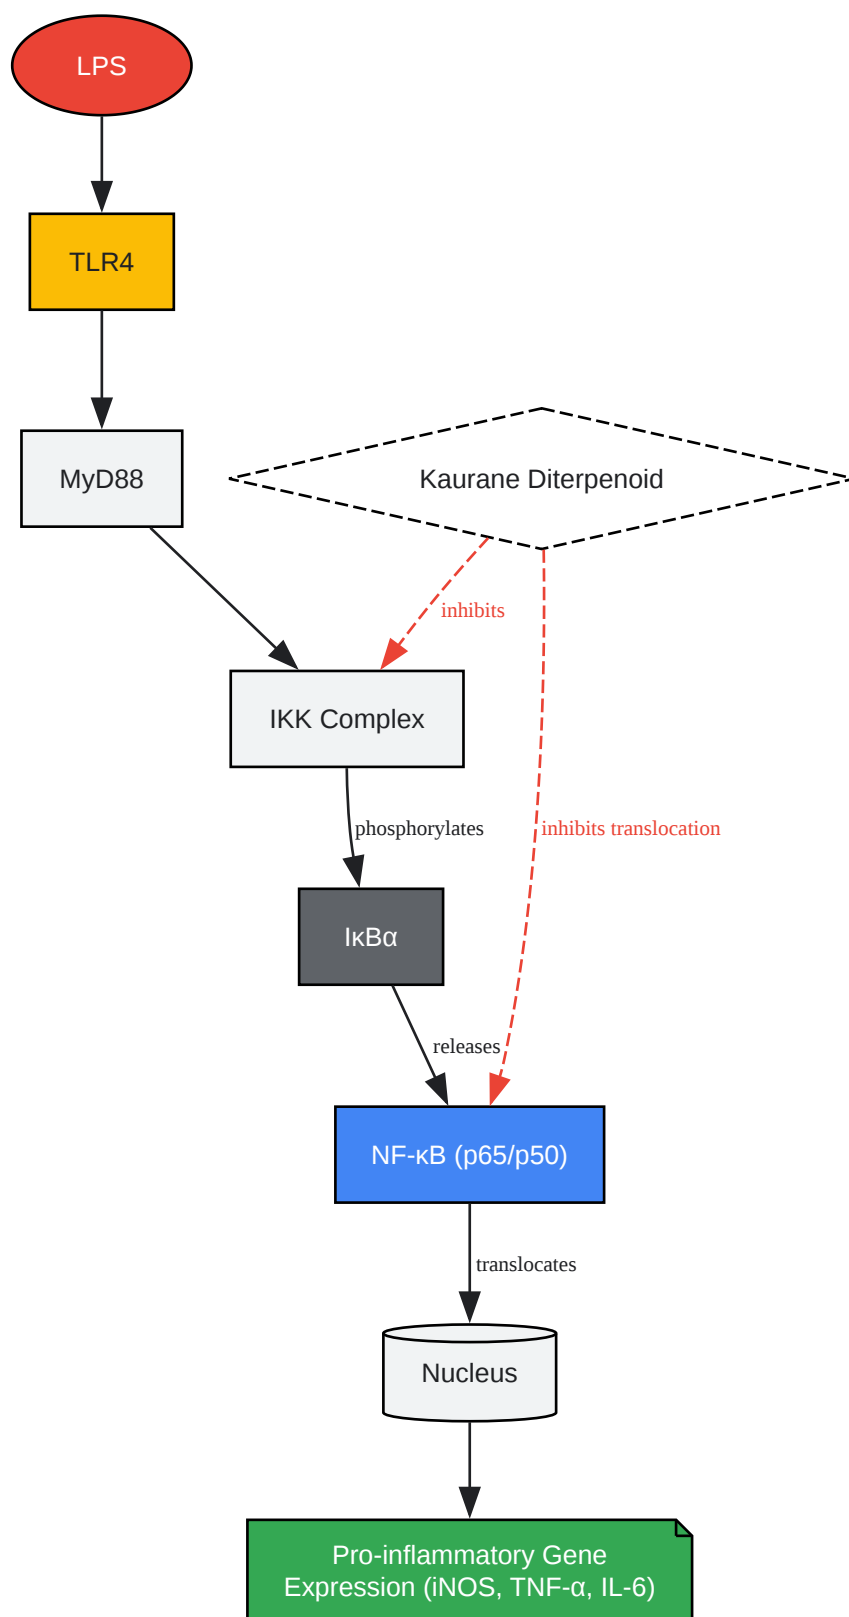 LPS
TLR4
MyD88
Kaurane Diterpenoid
inhibits
IKK Complex
phosphorylates
inhibits translocation
IκBα
releases
NF-κB (p65/p50)
translocates
Nucleus
Pro-inflammatory Gene
Expression (iNOS, TNF-α, IL-6)